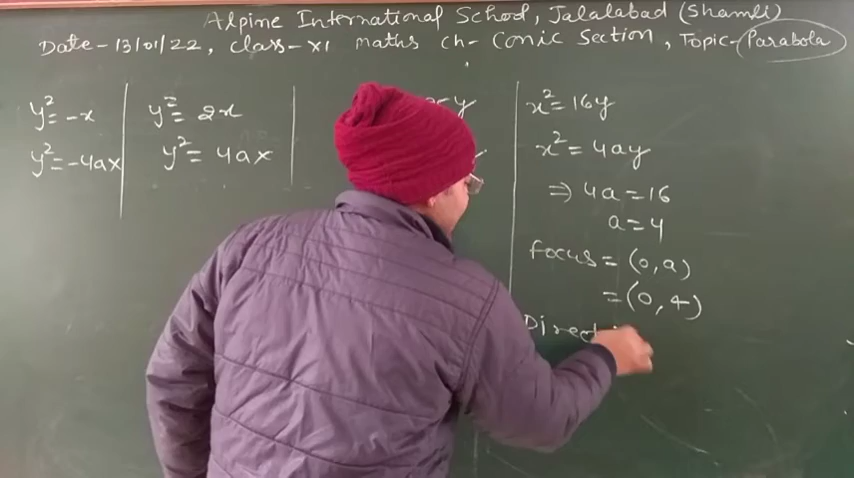 Alpine International School, Jalalabad (Shamli)
Date-13/01/22, class-XI maths ch- Conic Section, Topic-Parabola
y²=-x
y²=-4ax
y²=2x
y²=4ax
-y
x²=16y
x²=4ay
⇒ 4a=16
a=4
focus=(0,a)
=(0,4)
Direct